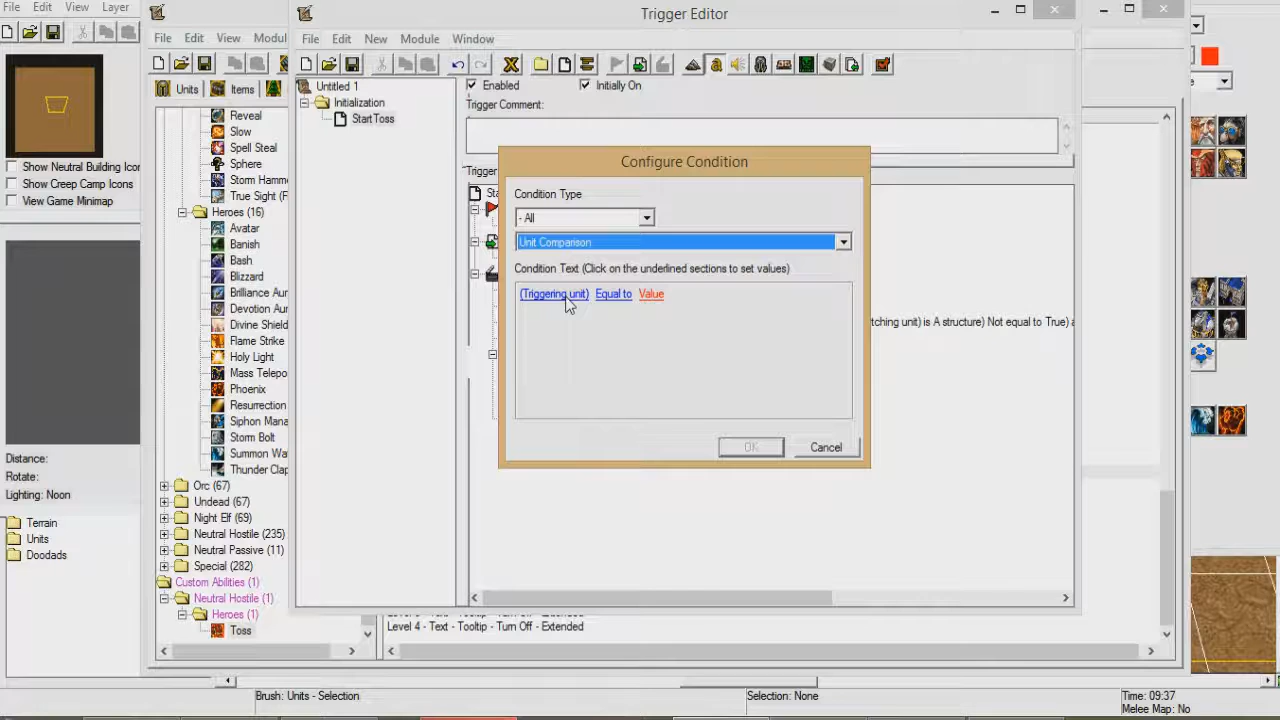 File Edit View Layer
Show Neutral Building Icon
Show Creep Camp Icons
View Game Minimap
Distance:
Rotate:
Lighting: Noon
Terrain
Units
Doodads
File Edit View Modul
Units Items
Reveal
Slow
Spell Steal
Sphere
Storm Hamme
True Sight (F
Heroes (16)
Avatar
Banish
Bash
Blizzard
Brilliance Aur
Devotion Aur
Divine Shield
Flame Strike
Holy Light
Mass Telepo
Phoenix
Resurrection
Siphon Mana
Storm Bolt
Summon Wa
Thunder Clap
Orc (67)
Undead (67)
Night Elf (69)
Neutral Hostile (235)
Neutral Passive (11)
Special (282)
Custom Abilities (1)
Neutral Hostile (1)
Heroes (1)
Toss
Trigger Editor
File Edit New Module Window
Untitled 1
Initialization
StartToss
Enabled Initially On
Trigger Comment:
Trigger
Sta
Configure Condition
Condition Type
- All
Unit Comparison
Condition Text (Click on the underlined sections to set values)
(Triggering unit) Equal to Value
OK Cancel
tching unit) is A structure) Not equal to True) a
Level 4 - Text - Tooltip - Turn Off - Extended
Brush: Units - Selection
Selection: None
Time: 09:37
Melee Map: No